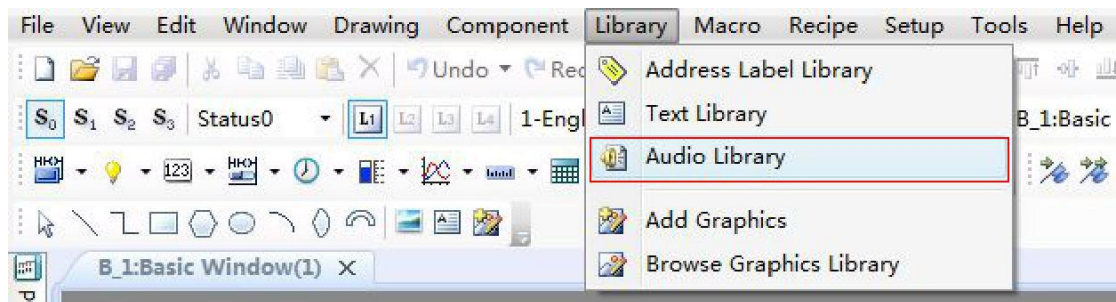 File View Edit Window Drawing Component Library Macro Recipe Setup Tools Help
Undo Rec Address Label Library
S0 S1 S2 S3 Status0 L1 L2 L3 L4 1-Engl Text Library B_1:Basic
123 Audio Library
Add Graphics
B_1:Basic Window(1) Browse Graphics Library
P